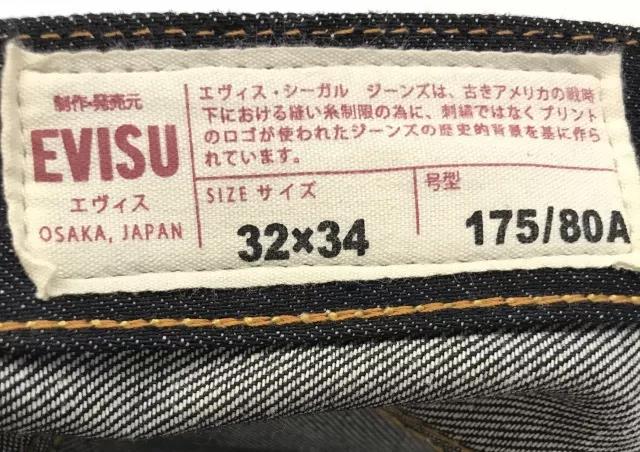 制作・発売元
EVISU
エヴィス
OSAKA, JAPAN
エヴィス・シーガル ジーンズは、古きアメリカの戦時
下における縫い糸制限の為に、刺繍ではなくプリント
のロゴが使われたジーンズの歴史的背景を基に作ら
れています。
SIZE サイズ
32×34
号型
175/80A